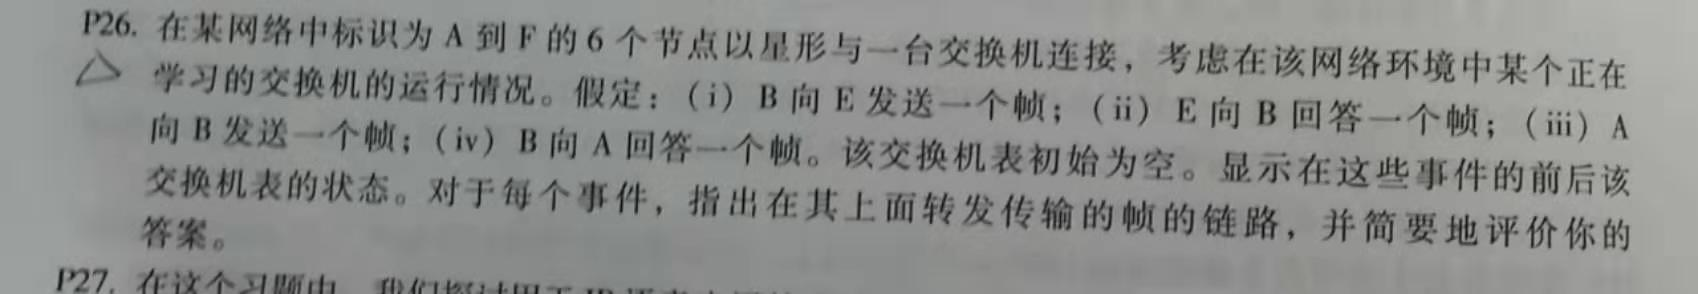 P26. 在某网络中标识为 A 到 F 的 6 个节点以星形与一台交换机连接，考虑在该网络环境中某个正在
学习的交换机的运行情况。假定：(i) B 向 E 发送一个帧；(ii) E 向 B 回答一个帧；(iii) A
向 B 发送一个帧；(iv) B 向 A 回答一个帧。该交换机表初始为空。显示在这些事件的前后该
交换机表的状态。对于每个事件，指出在其上面转发传输的帧的链路，并简要地评价你的
答案。
P27. 在这个习题中，我们探讨用于